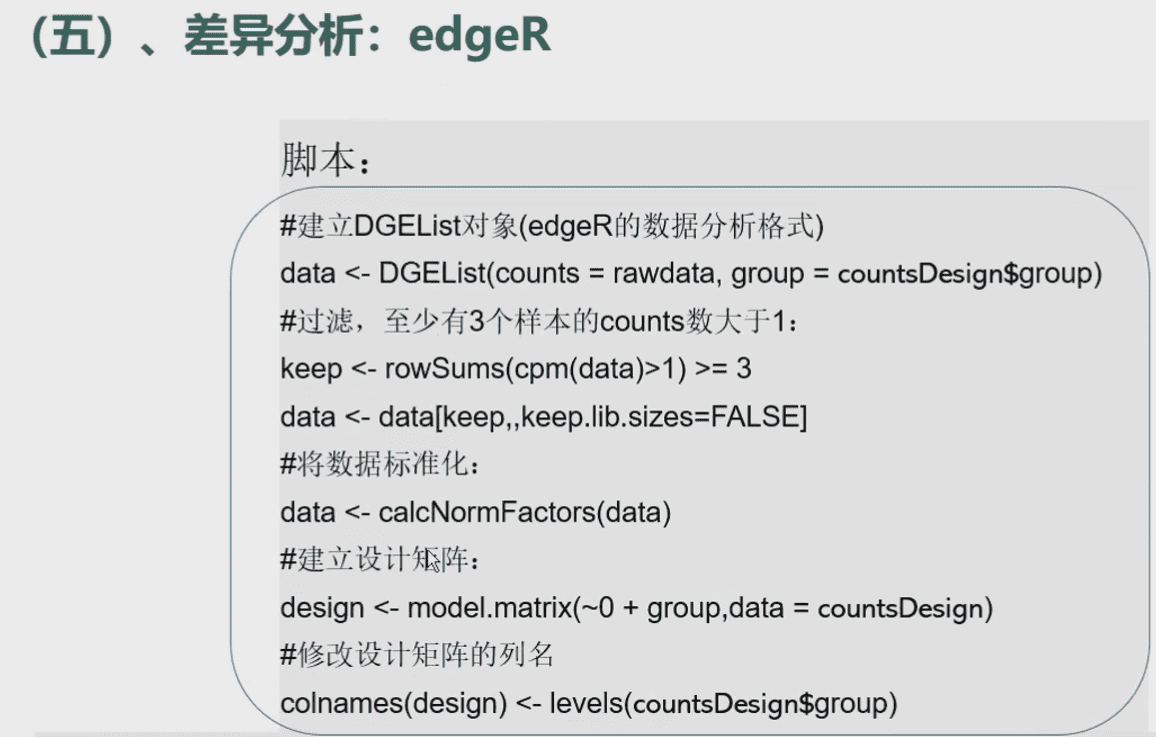 （五）、差异分析：edgeR
脚本：
#建立DGEList对象(edgeR的数据分析格式)
data <- DGEList(counts = rawdata, group = countsDesign$group)
#过滤，至少有3个样本的counts数大于1：
keep <- rowSums(cpm(data)>1) >= 3
data <- data[keep,,keep.lib.sizes=FALSE]
#将数据标准化：
data <- calcNormFactors(data)
#建立设计矩阵：
design <- model.matrix(~0 + group,data = countsDesign)
#修改设计矩阵的列名
colnames(design) <- levels(countsDesign$group)